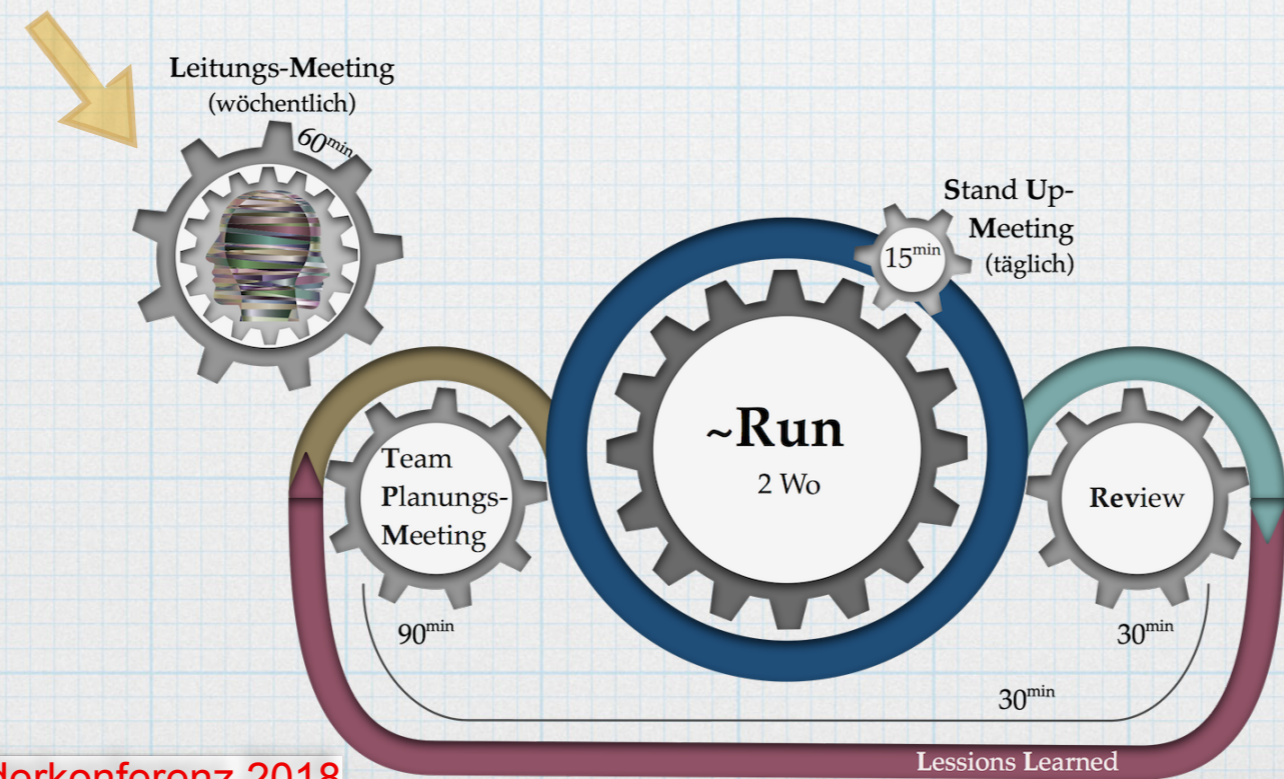 Leitungs-Meeting
(wöchentlich)
60min
Stand Up-
Meeting
(täglich)
15min
~Run
2 Wo
Team
Planungs-
Meeting
Review
90min
30min
30min
Lessions Learned
2018